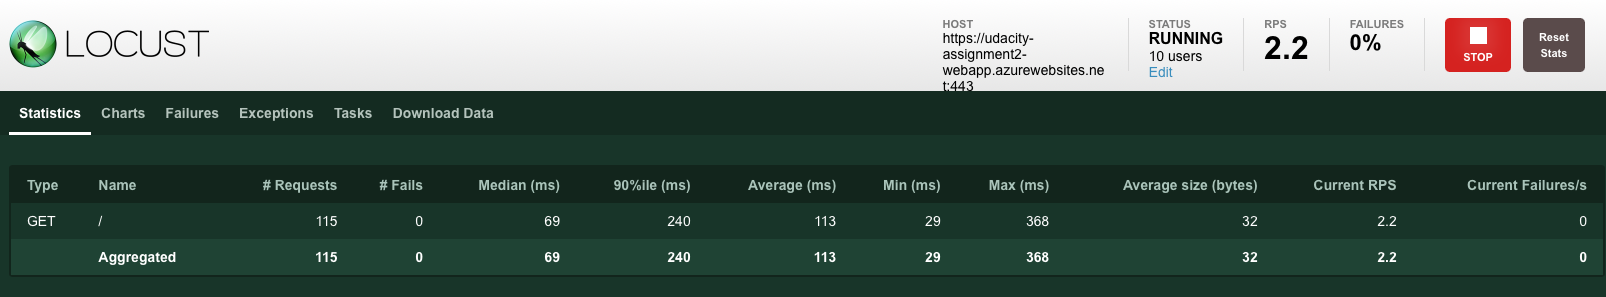 LOCUST
HOST
https://udacity-
assignment2-
webapp.azurewebsites.ne
t:443
STATUS
RUNNING
10 users
Edit
RPS
2.2
FAILURES
0%
STOP
Reset
Stats
Statistics Charts Failures Exceptions Tasks Download Data
Type Name # Requests # Fails Median (ms) 90%ile (ms) Average (ms) Min (ms) Max (ms) Average size (bytes) Current RPS Current Failures/s
GET / 115 0 69 240 113 29 368 32 2.2 0
Aggregated 115 0 69 240 113 29 368 32 2.2 0